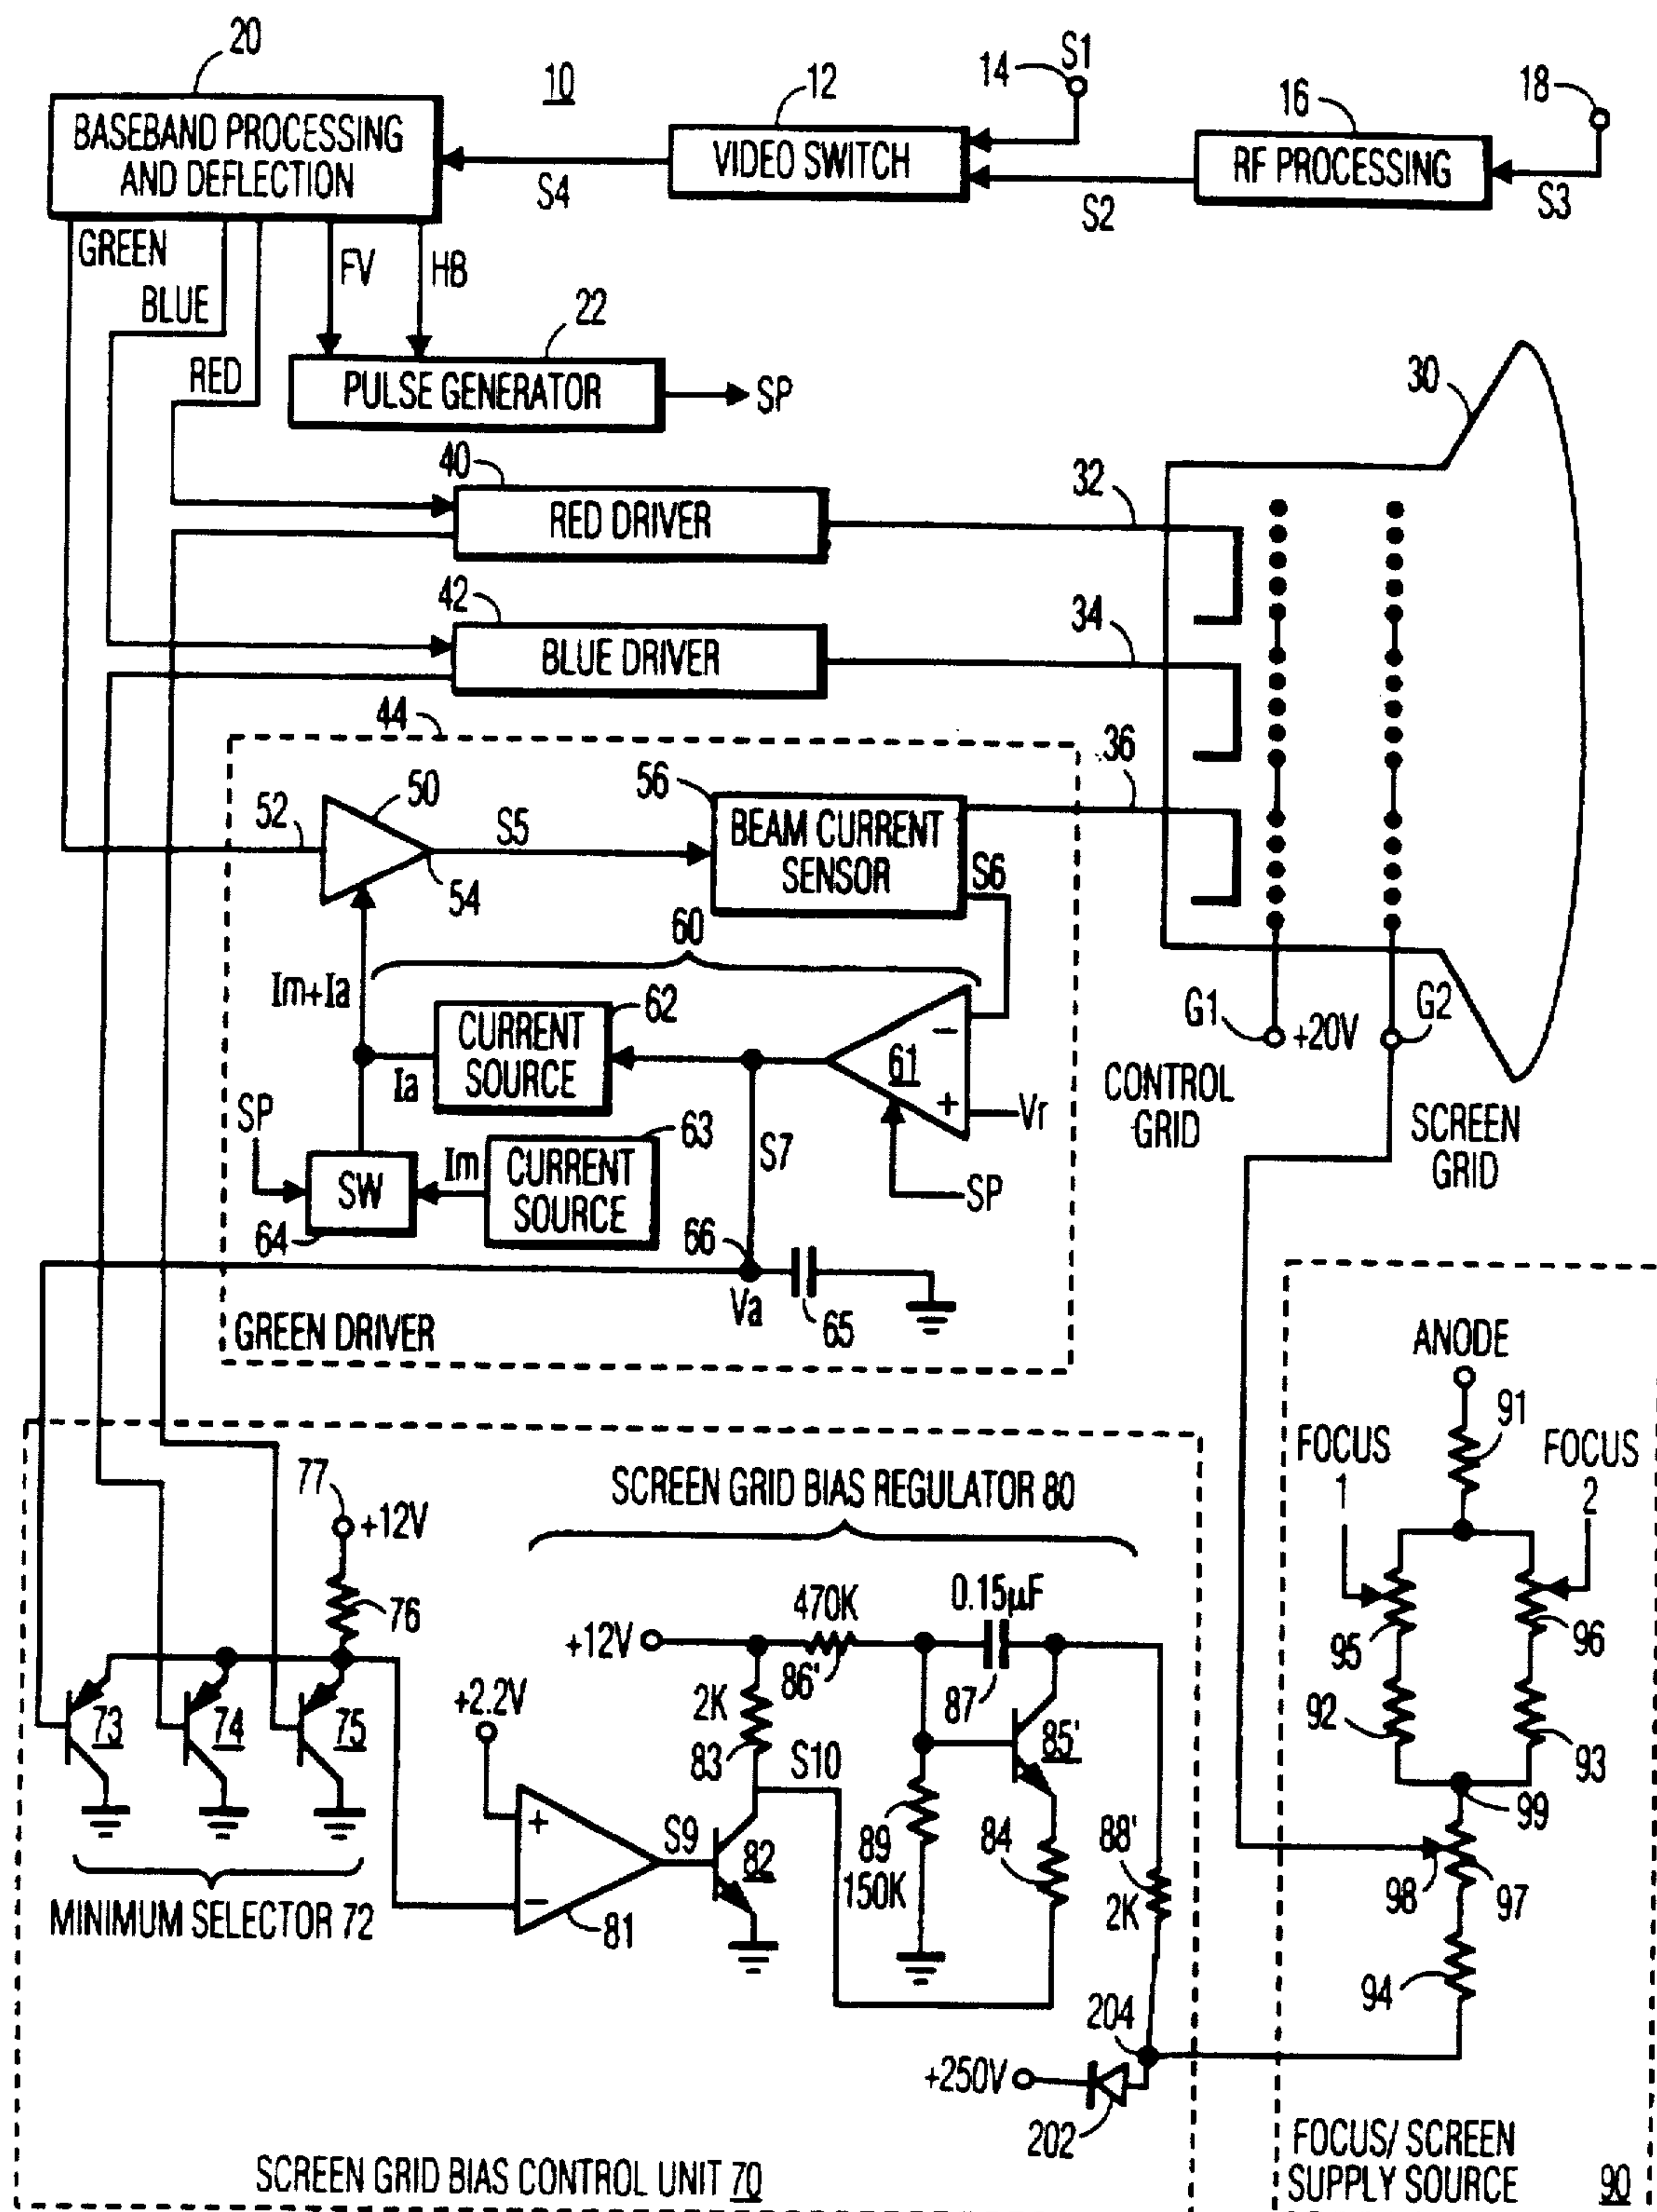 20
10
14
S1
12
16
18
BASEBAND PROCESSING
AND DEFLECTION
VIDEO SWITCH
RF PROCESSING
S4
S2
S3
GREEN
BLUE
RED
FV
HB
22
PULSE GENERATOR
SP
30
40
RED DRIVER
32
42
BLUE DRIVER
34
44
36
50
52
54
S5
56
BEAM CURRENT
SENSOR
S6
60
Im+Ia
62
CURRENT
SOURCE
Ia
61
−
+
Vr
SP
G1
+20V
G2
CONTROL
GRID
SCREEN
GRID
SP
SW
64
Im
63
CURRENT
SOURCE
S7
66
Va
65
GREEN DRIVER
ANODE
91
FOCUS
1
FOCUS
2
95
96
92
93
99
98
97
94
77
+12V
76
73
74
75
MINIMUM SELECTOR 72
SCREEN GRID BIAS REGULATOR 80
+12V
470K
86'
0.15µF
87
+2.2V
2K
83
S10
85'
+
−
81
S9
82
89
150K
84
88'
2K
204
+250V
202
SCREEN GRID BIAS CONTROL UNIT 70
FOCUS/ SCREEN
SUPPLY SOURCE 90